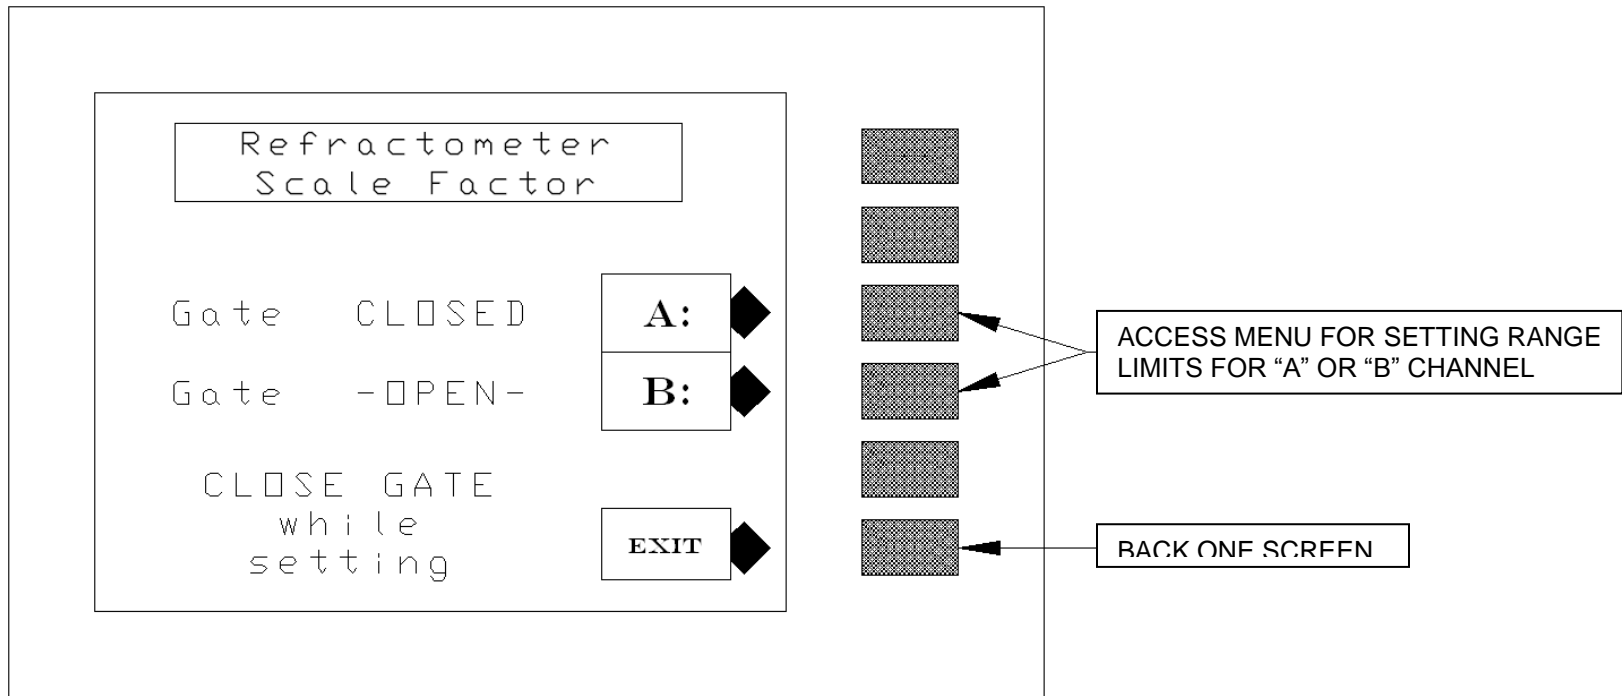 Refractometer
Scale Factor
Gate CLOSED
A:
Gate -OPEN-
B:
CLOSE GATE
while
setting
EXIT
ACCESS MENU FOR SETTING RANGE
LIMITS FOR “A” OR “B” CHANNEL
BACK ONE SCREEN